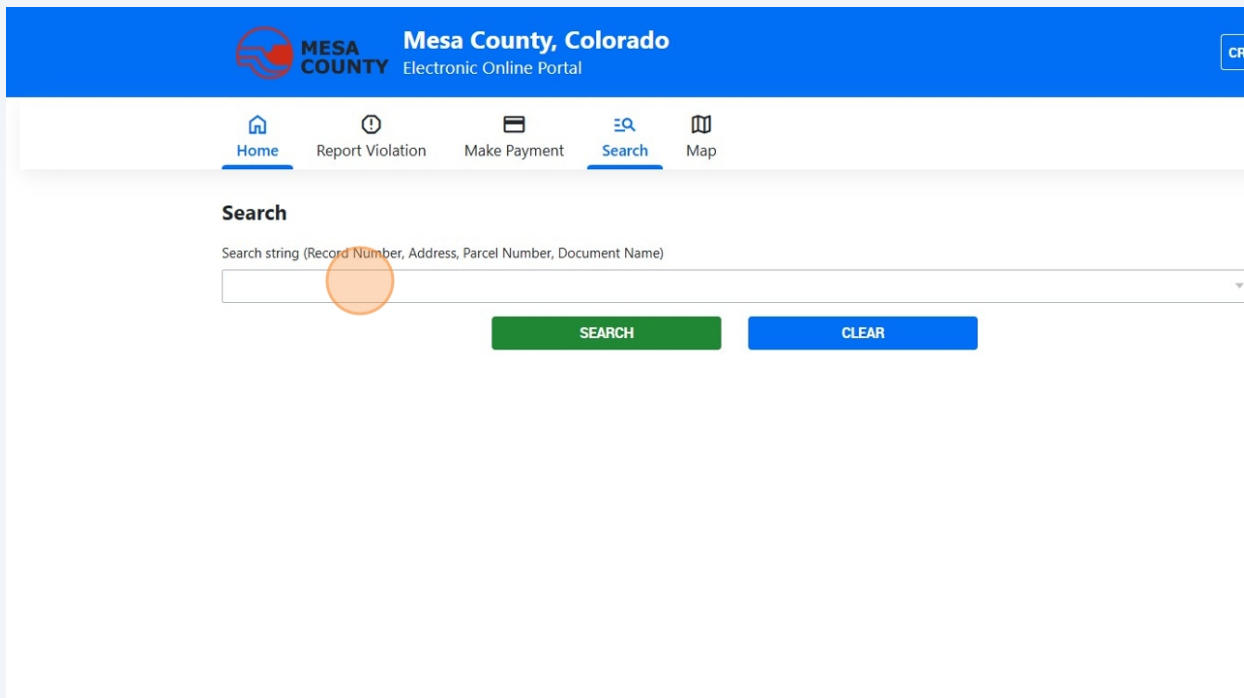 MESA
COUNTY
Mesa County, Colorado
Electronic Online Portal
CR
Home Report Violation Make Payment Search Map
Search
Search string (Record Number, Address, Parcel Number, Document Name)
SEARCH CLEAR